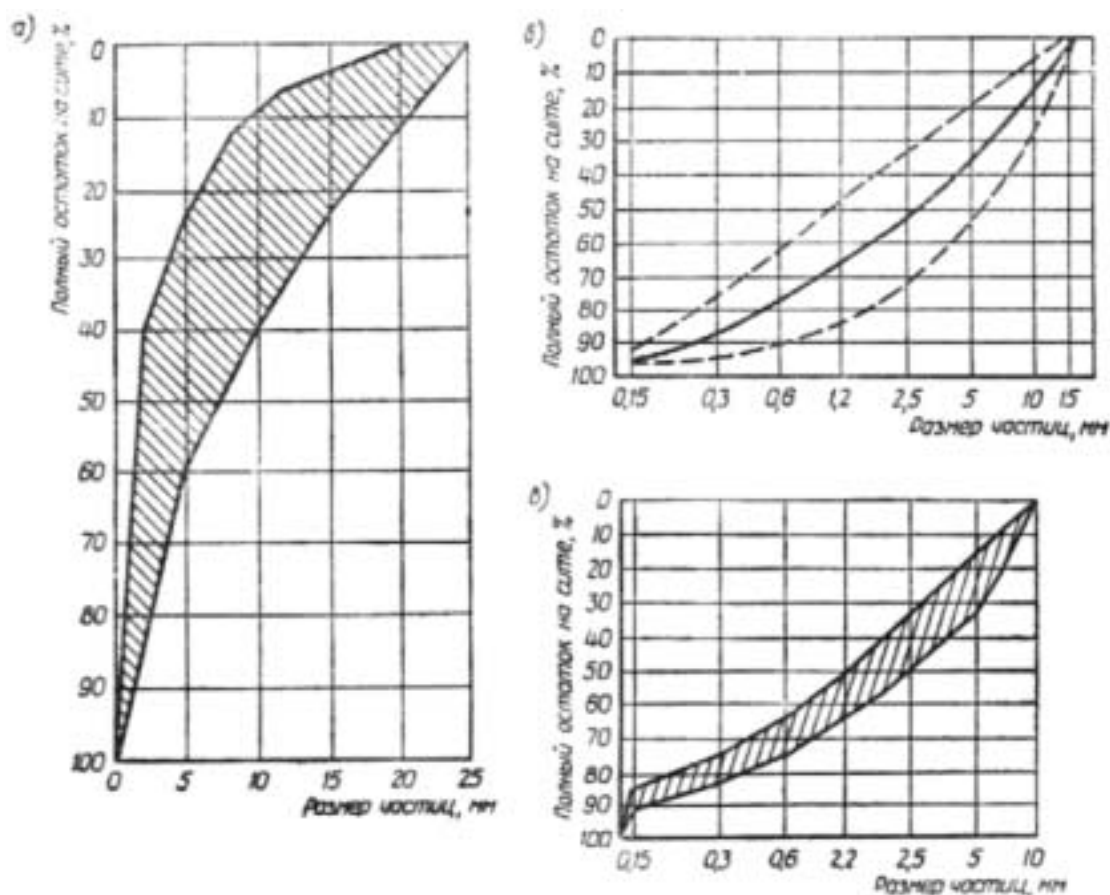 а)
Полный остаток на сите, %
0
10
20
30
40
50
60
70
80
90
100
0 5 10 15 20 25
Размер частиц, мм
б)
Полный остаток на сите, %
0
10
20
30
40
50
60
70
80
90
100
0,15 0,3 0,6 1,2 2,5 5 10 15
Размер частиц, мм
в)
Полный остаток на сите, %
0
10
20
30
40
50
60
70
80
90
100
0,15 0,3 0,6 2,2 2,5 5 10
Размер частиц, мм